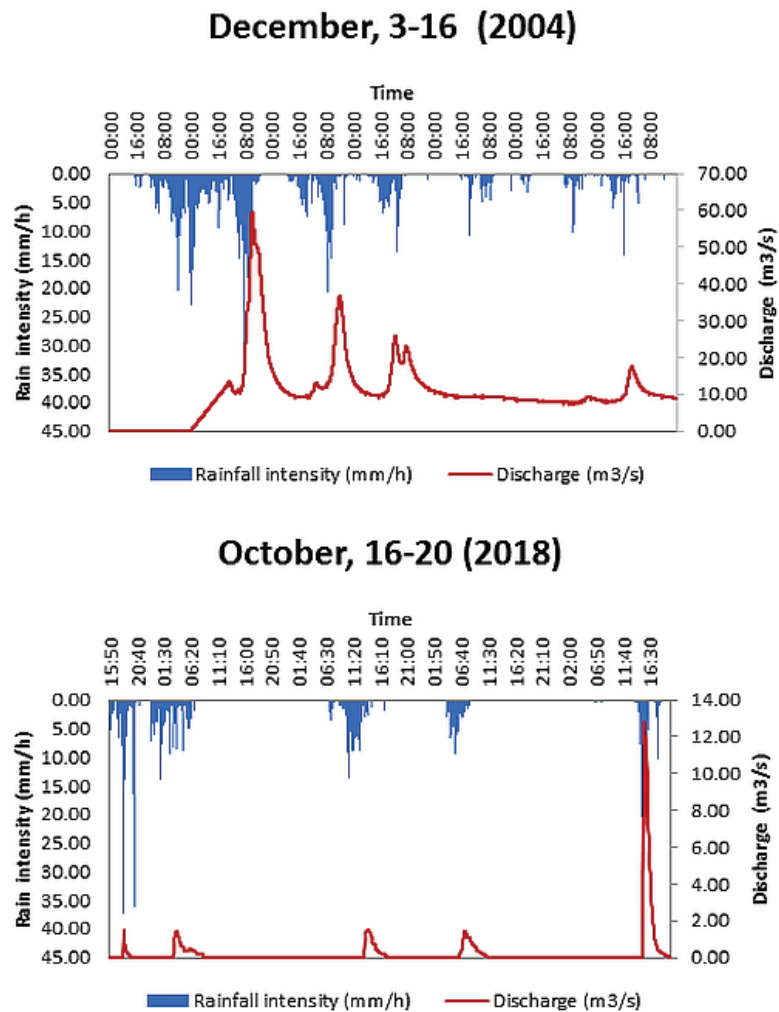 December, 3-16 (2004)
Time
00:00 16:00 08:00 00:00 16:00 08:00 00:00 16:00 08:00 00:00 16:00 08:00 00:00 16:00 08:00 00:00 16:00 08:00 00:00 16:00 08:00
0.00 5.00 10.00 15.00 20.00 25.00 30.00 35.00 40.00 45.00
Rain intensity (mm/h)
70.00 60.00 50.00 40.00 30.00 20.00 10.00 0.00
Discharge (m3/s)
Rainfall intensity (mm/h) Discharge (m3/s)
October, 16-20 (2018)
Time
15:50 20:40 01:30 06:20 11:10 16:00 20:50 01:40 06:30 11:20 16:10 21:00 01:50 06:40 11:30 16:20 21:10 02:00 06:50 11:40 16:30
0.00 5.00 10.00 15.00 20.00 25.00 30.00 35.00 40.00 45.00
Rain intensity (mm/h)
14.00 12.00 10.00 8.00 6.00 4.00 2.00 0.00
Discharge (m3/s)
Rainfall intensity (mm/h) Discharge (m3/s)